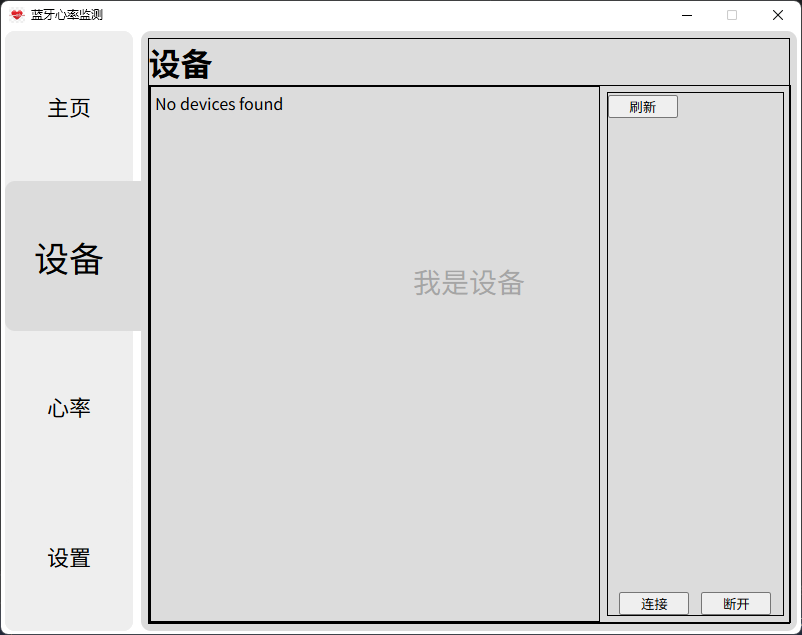 蓝牙心率监测
主页
设备
心率
设置
设备
No devices found
我是设备
刷新
连接 断开